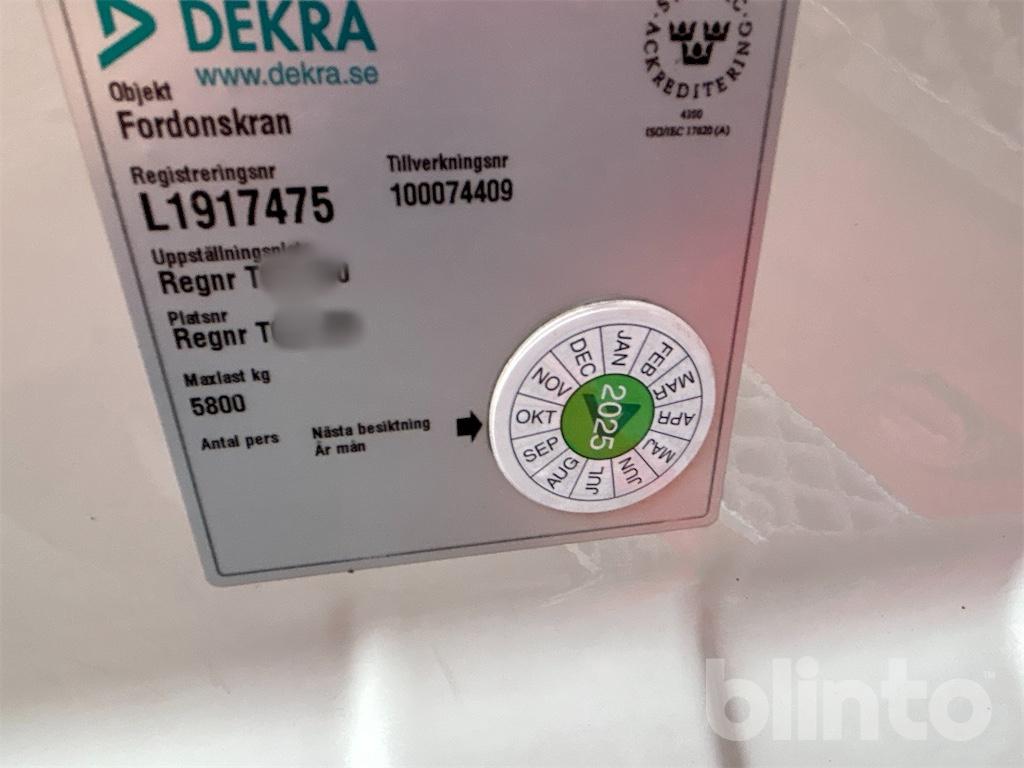 DEKRA
www.dekra.se
ACKREDITERING
4350
ISO/IEC 17020 (A)
Objekt
Fordonskran
Registreringsnr
L1917475
Tillverkningsnr
100074409
Regnr T
Platsnr
Regnr T
Maxlast kg
5800
Antal pers
Nästa besiktning
År mån
JAN
FEB
MAR
APR
MAJ
JUN
JUL
AUG
SEP
OKT
NOV
DEC
2025
blinto™